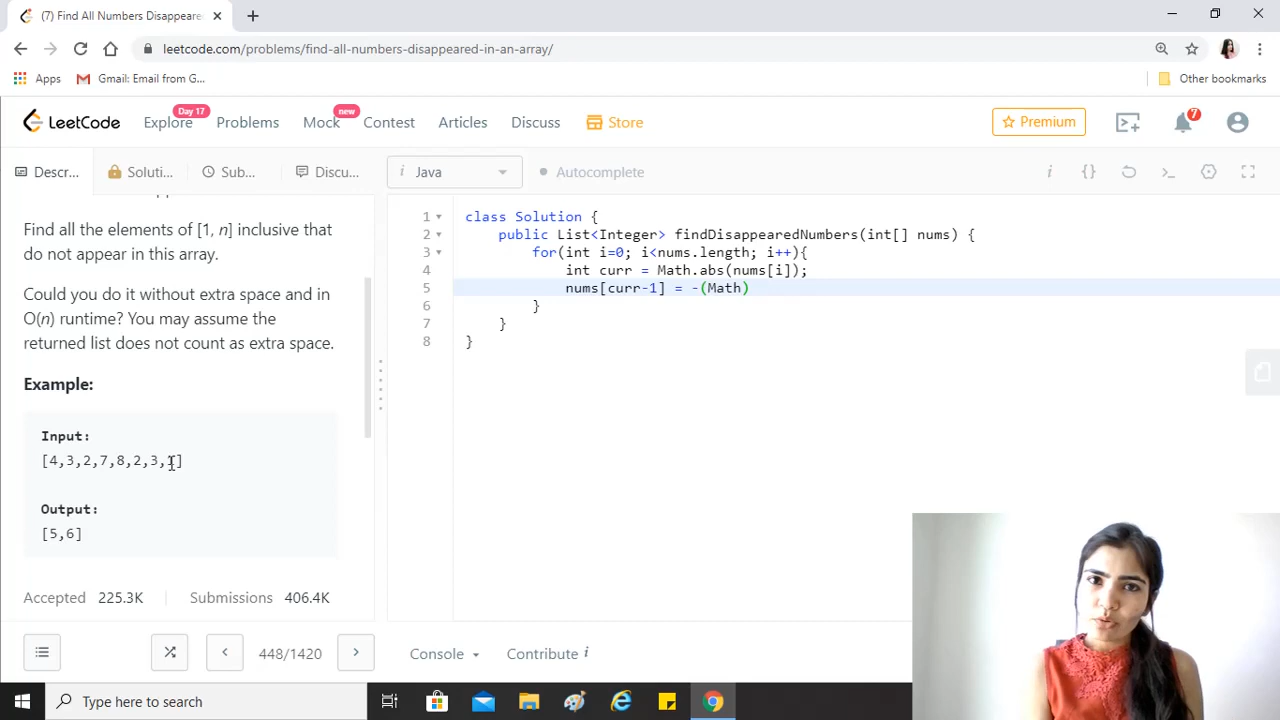 (7) Find All Numbers Disappeare
leetcode.com/problems/find-all-numbers-disappeared-in-an-array/
Apps
Gmail: Email from G...
Other bookmarks
LeetCode
Explore
Day 17
Problems
Mock
new
Contest
Articles
Discuss
Store
Premium
7
Descr...
Soluti...
Sub...
Discu...
i
Java
Autocomplete
i
{}
Find all the elements of [1, n] inclusive that
do not appear in this array.
Could you do it without extra space and in
O(n) runtime? You may assume the
returned list does not count as extra space.
Example:
Input:
[4,3,2,7,8,2,3,1]
Output:
[5,6]
Accepted 225.3K
Submissions 406.4K
1 class Solution {
2 public List<Integer> findDisappearedNumbers(int[] nums) {
3 for(int i=0; i<nums.length; i++){
4 int curr = Math.abs(nums[i]);
5 nums[curr-1] = -(Math)
6 }
7 }
8 }
448/1420
Console
Contribute i
Type here to search